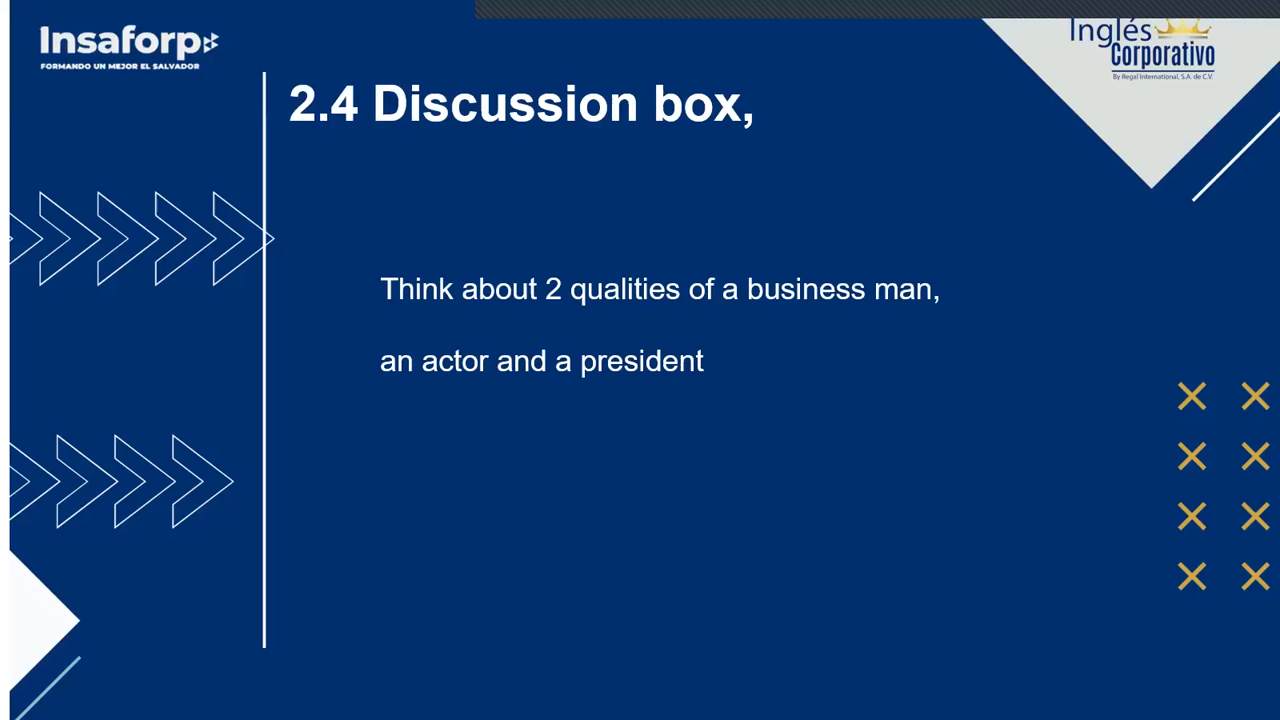 Insaforp
FORMANDO UN MEJOR EL SALVADOR
Inglés
Corporativo
By Regal International, S.A. de C.V.
2.4 Discussion box,
Think about 2 qualities of a business man,
an actor and a president